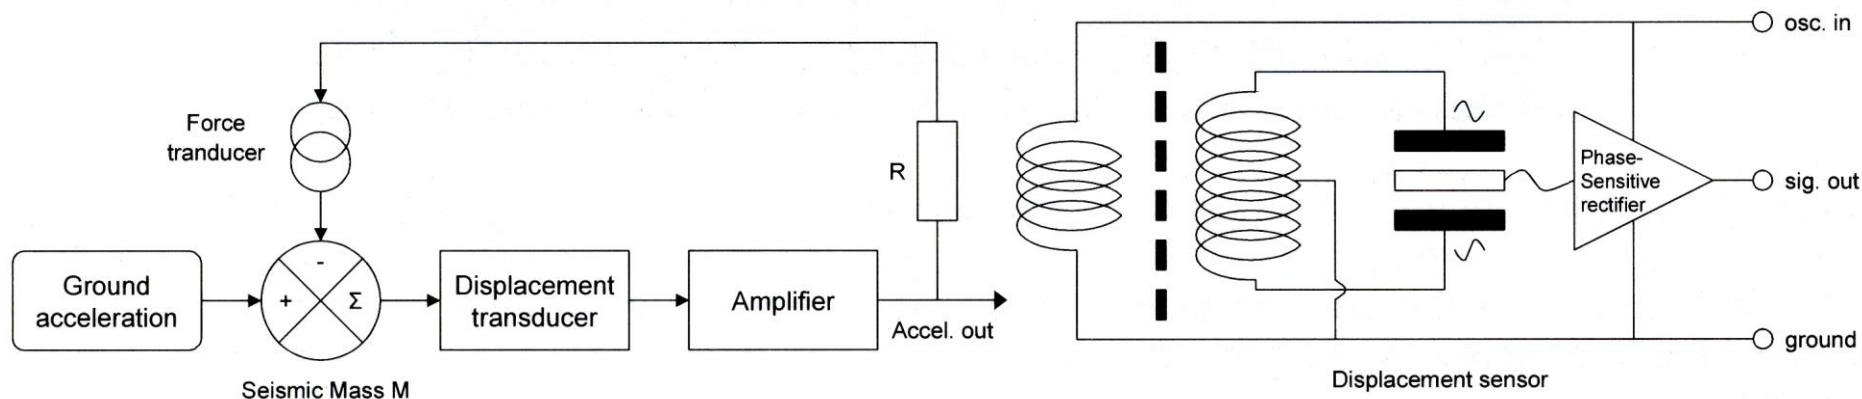 Force
tranducer
R
Ground
acceleration
-
+
Σ
Displacement
transducer
Amplifier
Accel. out
Seismic Mass M
osc. in
Phase-
Sensitive
rectifier
sig. out
ground
Displacement sensor